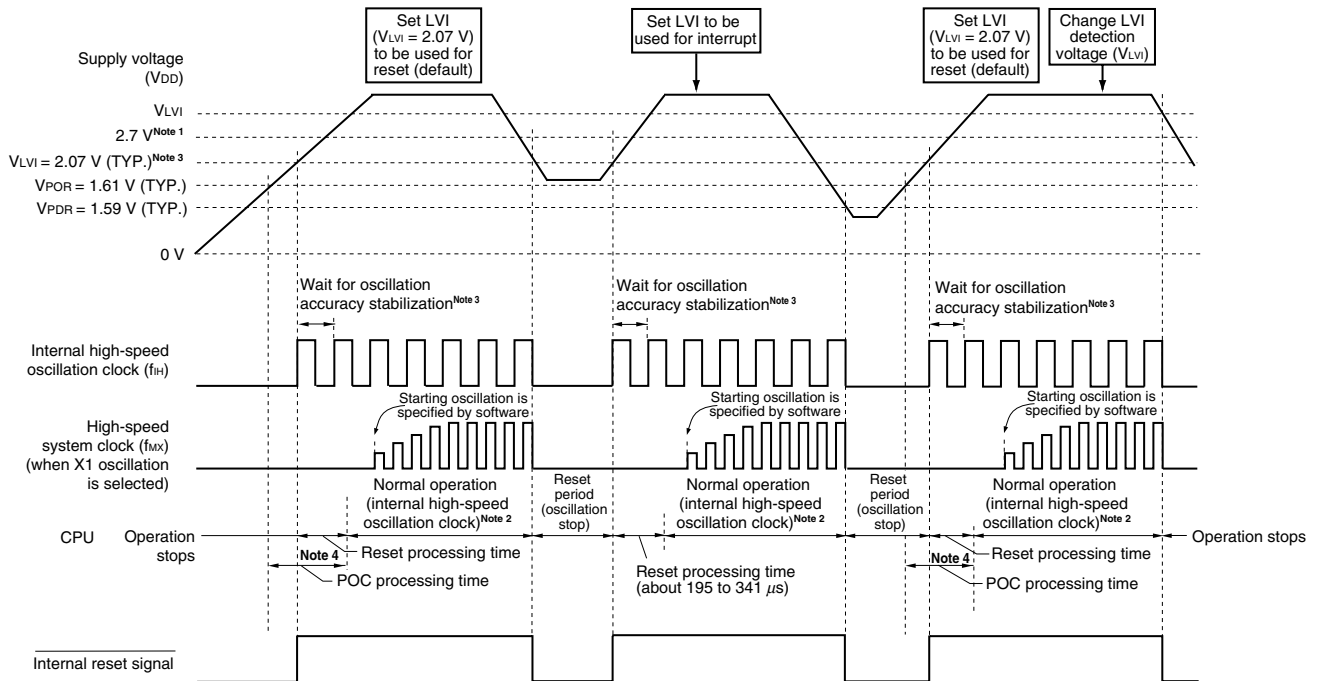 Set LVI
(VLVI = 2.07 V)
to be used for
reset (default)
Set LVI to be
used for interrupt
Set LVI
(VLVI = 2.07 V)
to be used for
reset (default)
Change LVI
detection
voltage (VLVI)
Supply voltage
(VDD)
VLVI
2.7 V Note 1
VLVI = 2.07 V (TYP.) Note 3
VPOR = 1.61 V (TYP.)
VPDR = 1.59 V (TYP.)
0 V
Wait for oscillation
accuracy stabilization Note 3
Wait for oscillation
accuracy stabilization Note 3
Wait for oscillation
accuracy stabilization Note 3
Internal high-speed
oscillation clock (fIH)
Starting oscillation is
specified by software
Starting oscillation is
specified by software
Starting oscillation is
specified by software
High-speed
system clock (fMX)
(when X1 oscillation
is selected)
Normal operation
(internal high-speed
oscillation clock) Note 2
Reset
period
(oscillation
stop)
Normal operation
(internal high-speed
oscillation clock) Note 2
Reset
period
(oscillation
stop)
Normal operation
(internal high-speed
oscillation clock) Note 2
CPU
Operation
stops
Operation stops
Note 4
Reset processing time
POC processing time
Reset processing time
(about 195 to 341 μs)
Note 4
Reset processing time
POC processing time
Internal reset signal